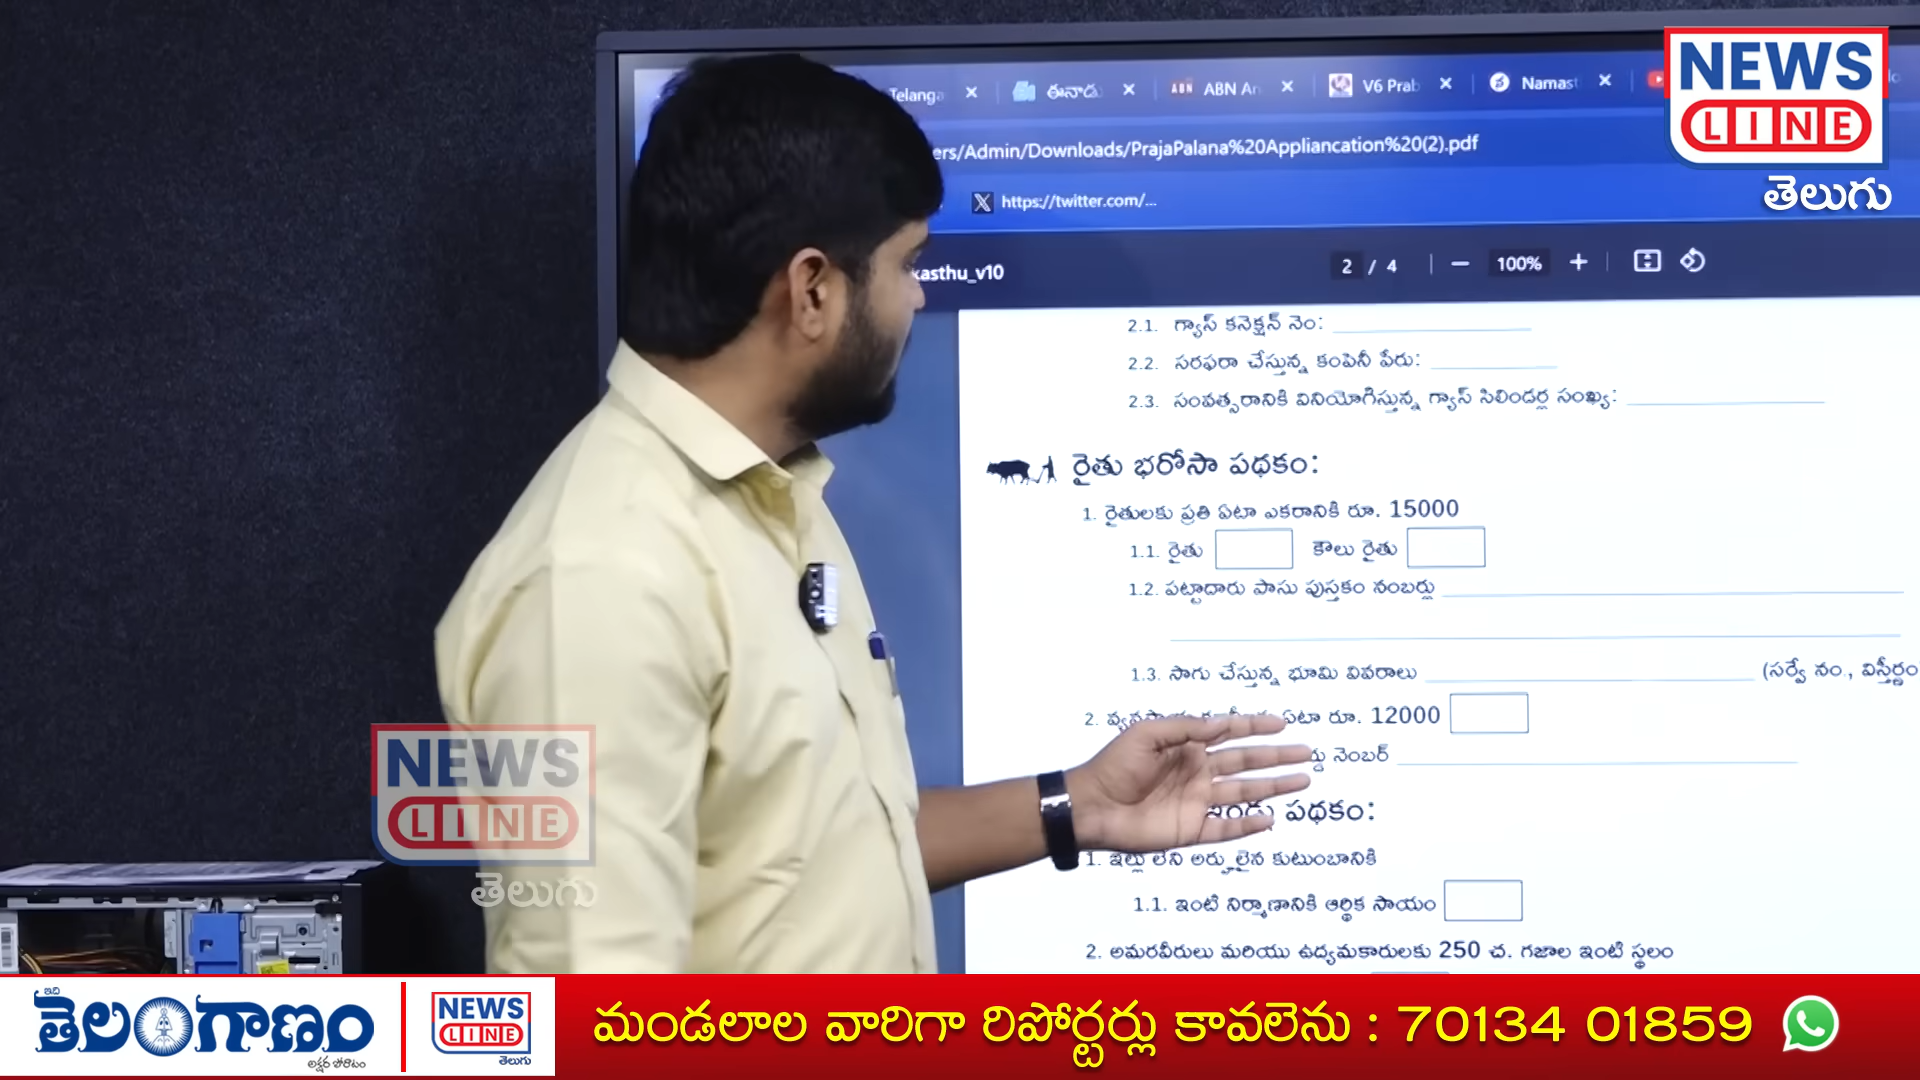 NEWS
LINE
తెలుగు
Telanga
ఈనాడు
ABN An
V6 Prab
Namast
ers/Admin/Downloads/PrajaPalana%20Appliancation%20(2).pdf
https://twitter.com/...
kasthu_v10
2 / 4
100%
2.1. గ్యాస్ కనెక్షన్ నెం:
2.2. సరఫరా చేస్తున్న కంపెనీ పేరు:
2.3. సంవత్సరానికి వినియోగిస్తున్న గ్యాస్ సిలిండర్ల సంఖ్య:
రైతు భరోసా పథకం:
1. రైతులకు ప్రతి ఏటా ఎకరానికి రూ. 15000
1.1. రైతు
కౌలు రైతు
1.2. పట్టాదారు పాసు పుస్తకం నంబర్లు
1.3. సాగు చేస్తున్న భూమి వివరాలు
(సర్వే నం., విస్తీర్ణం
2.
ఏటా రూ. 12000
నెంబర్
పథకం:
1. ఇల్లు లేని అర్హులైన కుటుంబానికి
1.1. ఇంటి నిర్మాణానికి ఆర్థిక సాయం
2. అమరవీరులు మరియు ఉద్యమకారులకు 250 చ. గజాల ఇంటి స్థలం
NEWS
LINE
తెలుగు
ఇది
తెలంగాణం
అక్షర పోరాటం
NEWS
LINE
తెలుగు
మండలాల వారిగా రిపోర్టర్లు కావలెను : 70134 01859